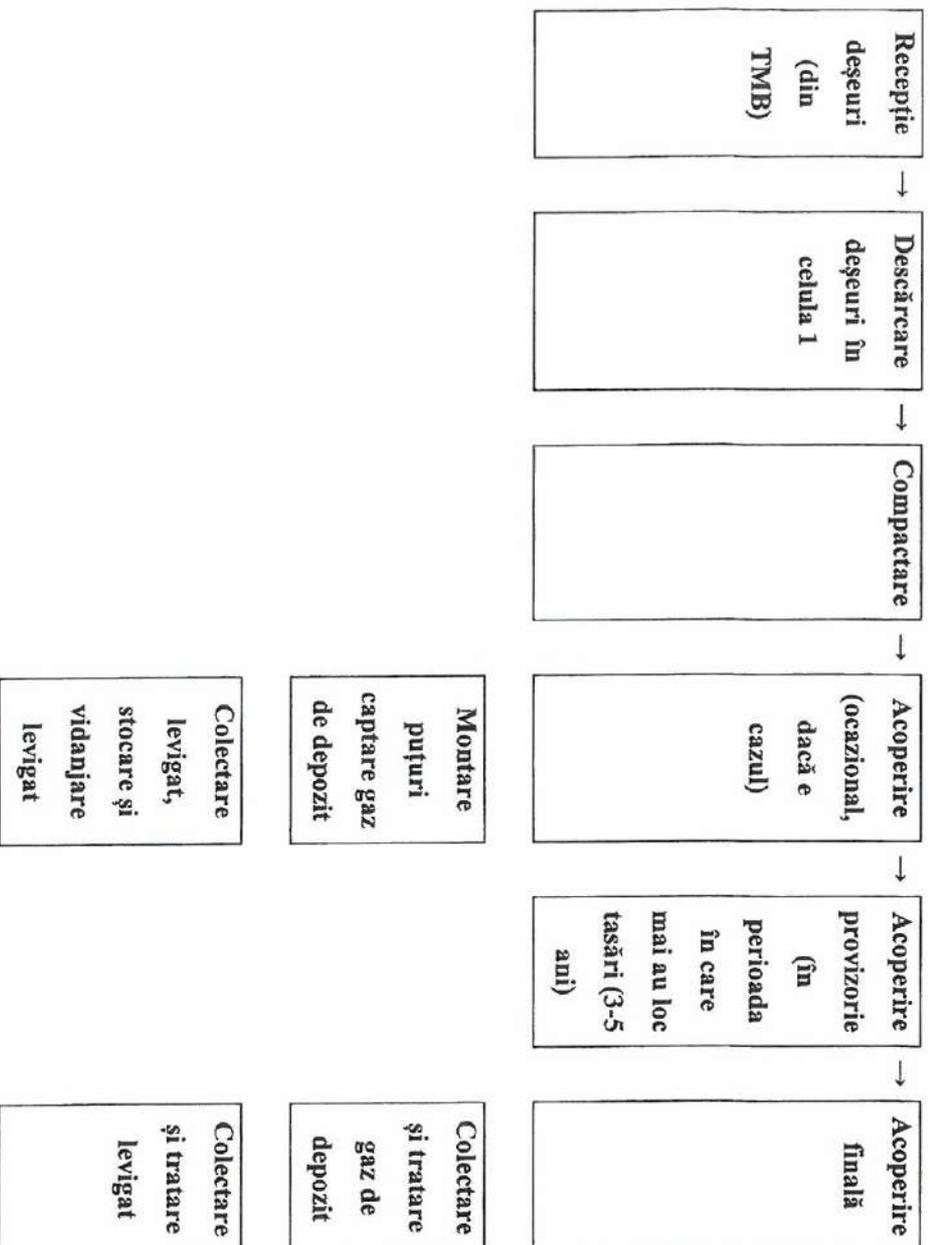 Recepție
deșeuri
(din
TMB)
→
Descărcare
deșeuri în
celula 1
→
Compactare
→
Acoperire
(ocazional,
dacă e
cazul)
→
Acoperire
provizorie
(în
perioada
în care
mai au loc
tasări (3-5
ani)
→
Acoperire
finală
Montare
puțuri
captare gaz
de depozit
Colectare
și tratare
gaz de
depozit
Colectare
levigat,
stocare și
vidanjare
levigat
Colectare
și tratare
levigat